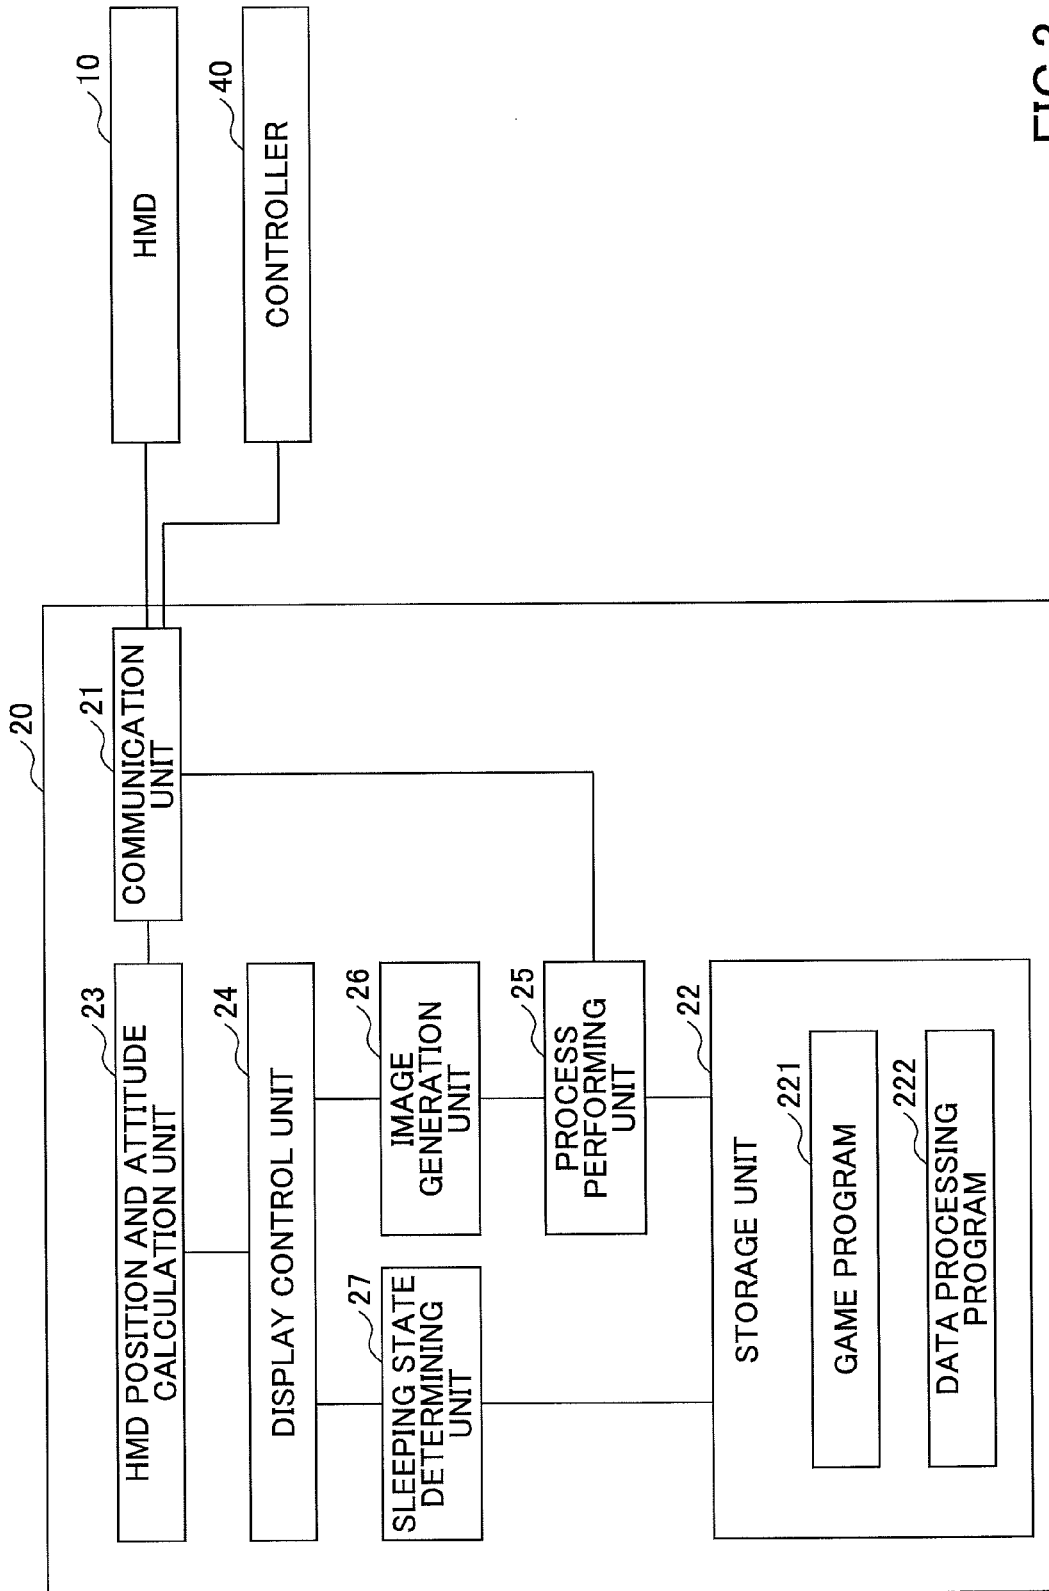 20
23
HMD POSITION AND ATTITUDE
CALCULATION UNIT
21
COMMUNICATION
UNIT
10
HMD
24
DISPLAY CONTROL UNIT
40
CONTROLLER
27
SLEEPING STATE
DETERMINING
UNIT
26
IMAGE
GENERATION
UNIT
25
PROCESS
PERFORMING
UNIT
22
STORAGE UNIT
221
GAME PROGRAM
222
DATA PROCESSING
PROGRAM
FIG